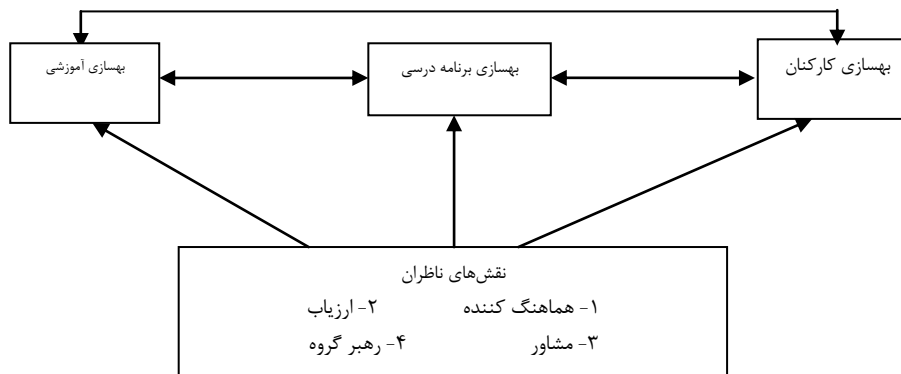 بهسازی کارکنان
بهسازی برنامه درسی
بهسازی آموزشی
نقش‌های ناظران
۱- هماهنگ کننده ۲- ارزیاب
۳- مشاور ۴- رهبر گروه